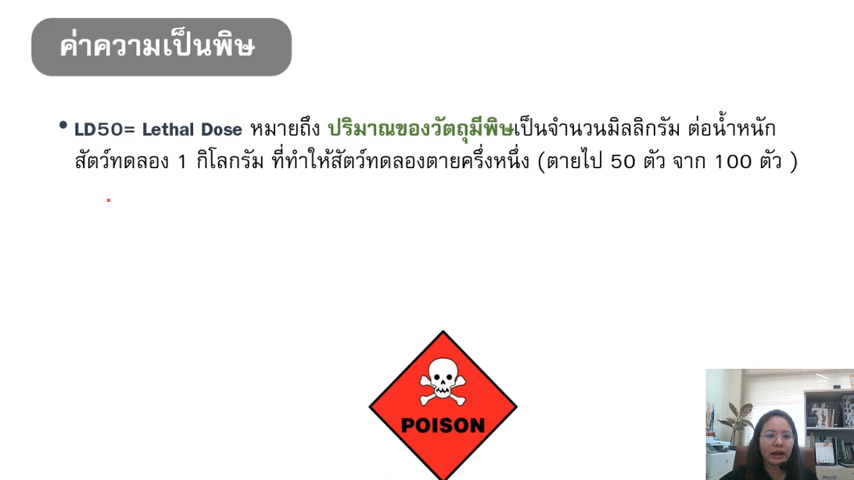 ค่าความเป็นพิษ
• LD50= Lethal Dose หมายถึง ปริมาณของวัตถุมีพิษเป็นจำนวนมิลลิกรัม ต่อน้ำหนัก
สัตว์ทดลอง 1 กิโลกรัม ที่ทำให้สัตว์ทดลองตายครึ่งหนึ่ง (ตายไป 50 ตัว จาก 100 ตัว )
POISON